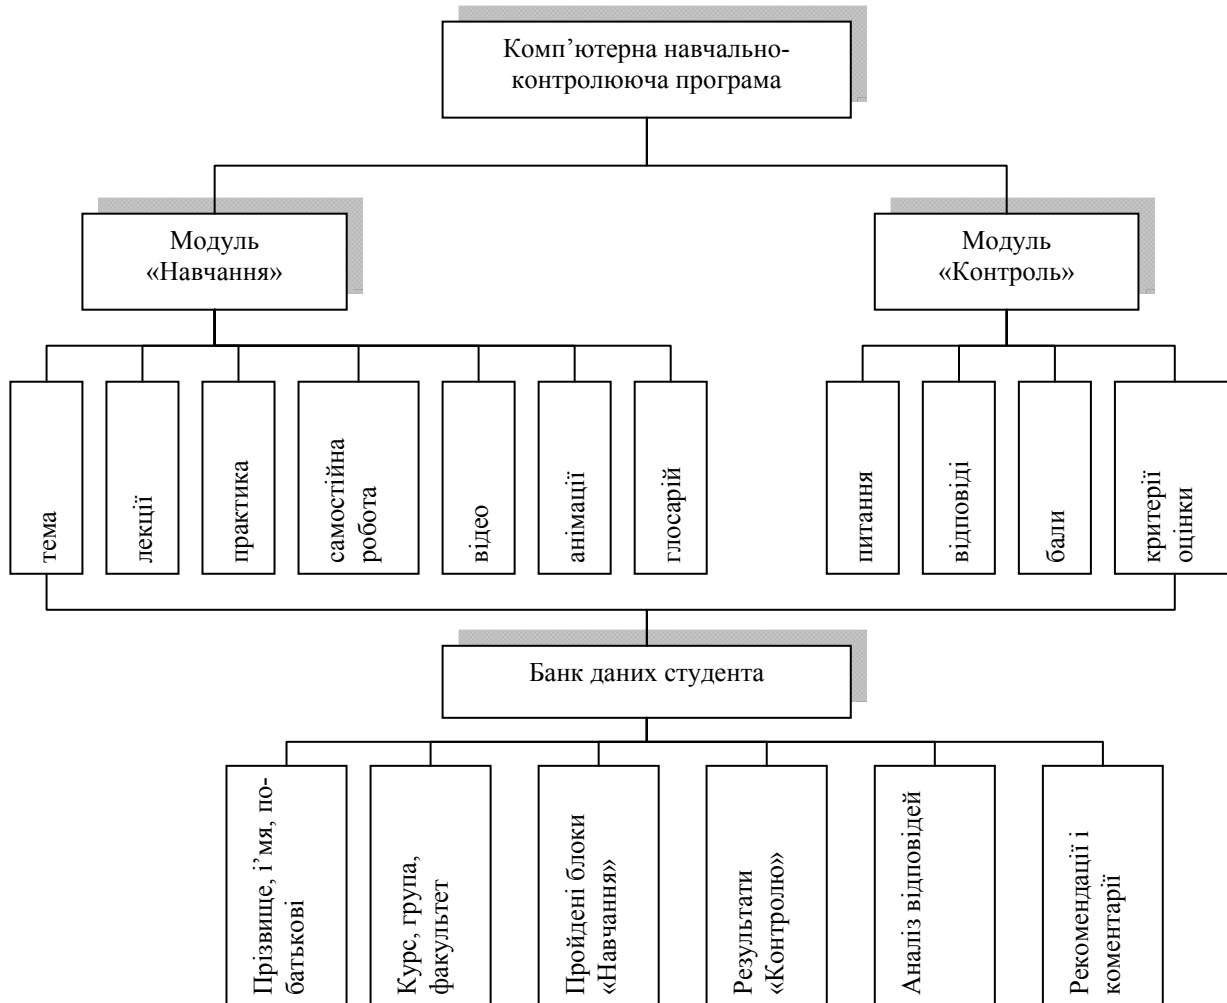 Комп’ютерна навчально-
контролююча програма
Модуль
«Навчання»
Модуль
«Контроль»
тема
лекції
практика
самостійна
робота
відео
анімації
глосарій
питання
відповіді
бали
критерії
оцінки
Банк даних студента
Прізвище, і’мя, по-
батькові
Курс, група,
факультет
Пройдені блоки
«Навчання»
Результати
«Контролю»
Аналіз відповідей
Рекомендації і
коментарії